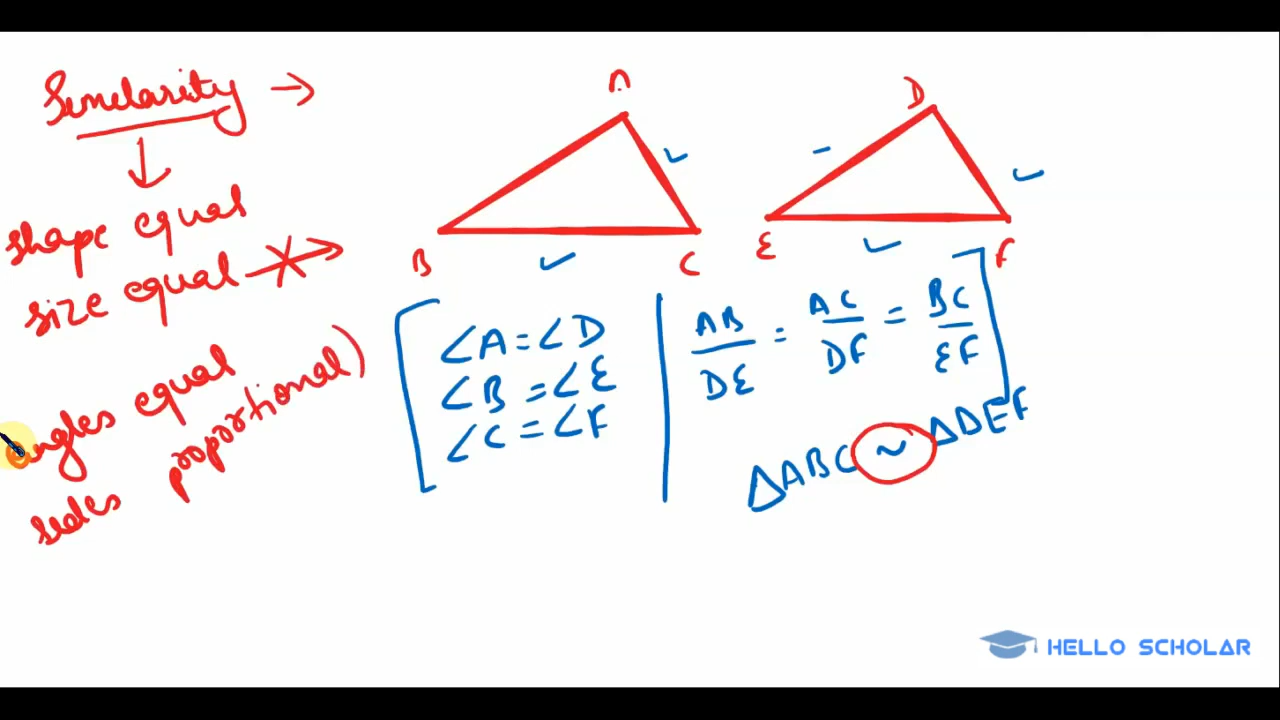 Similarity →
shape equal
size equal
angles equal
sides proportional)
A
B
C
D
E
F
∠A = ∠D
∠B = ∠E
∠C = ∠F
AB/DE = AC/DF = BC/EF
ΔABC ~ ΔDEF
HELLO SCHOLAR